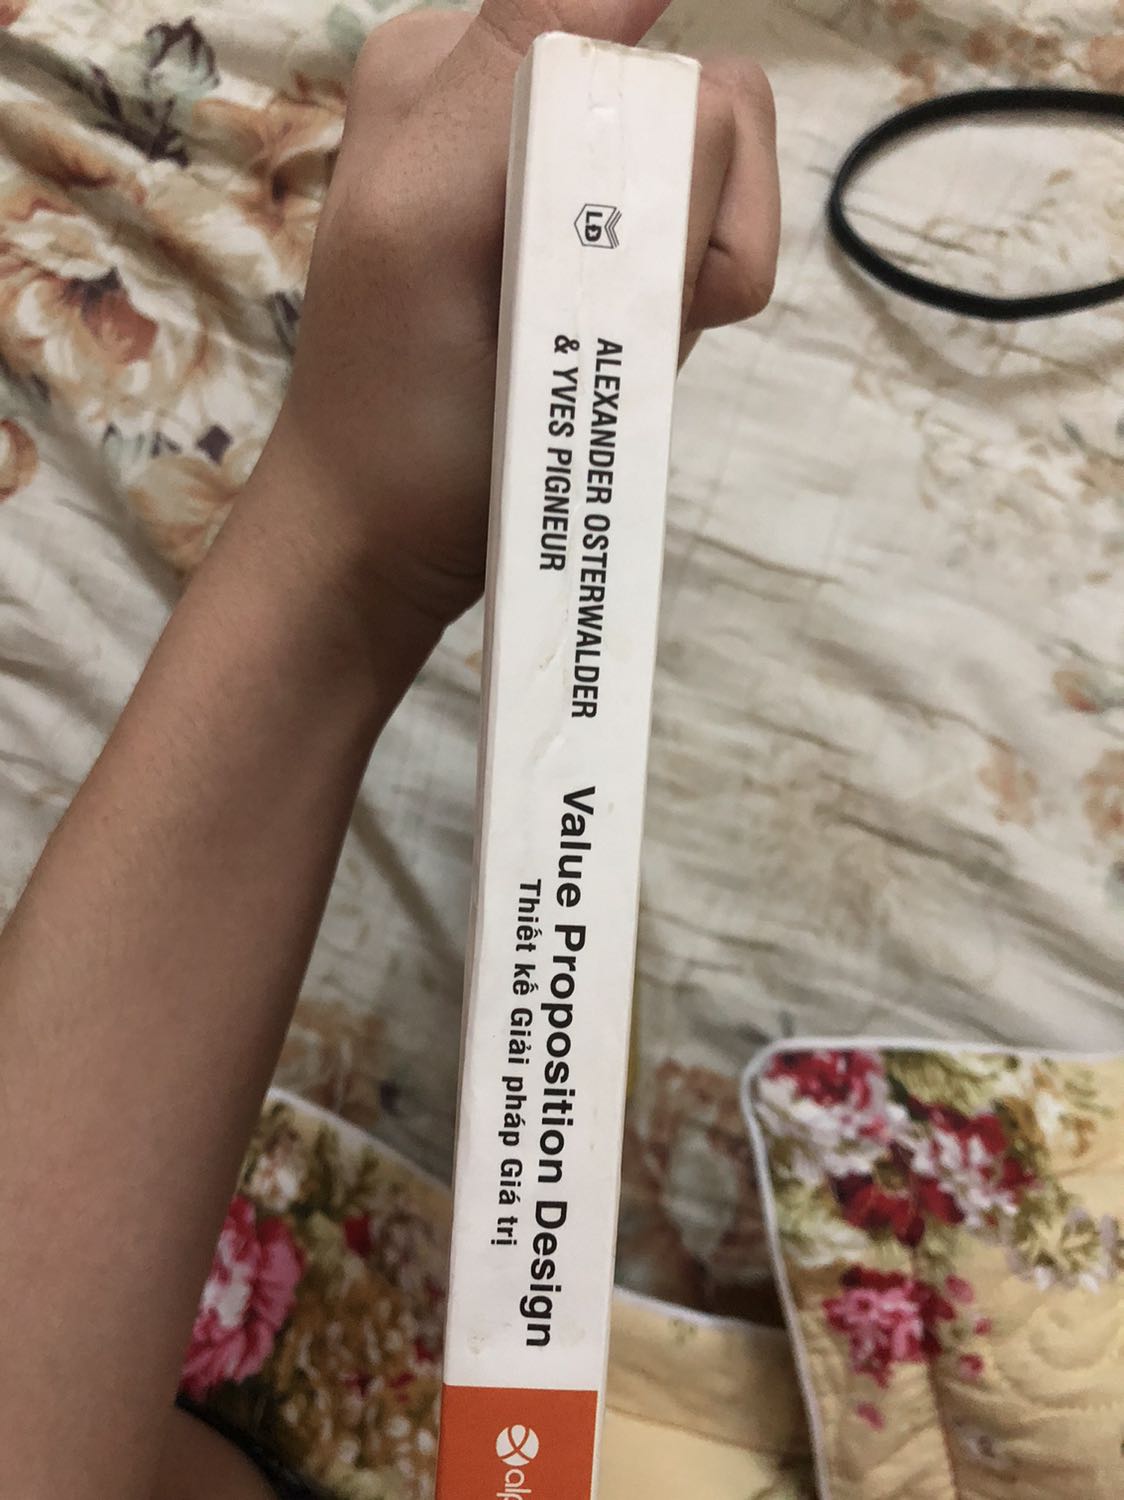 LĐ
ALEXANDER OSTERWALDER
& YVES PIGNEUR
Value Proposition Design
Thiết kế Giải pháp Giá trị